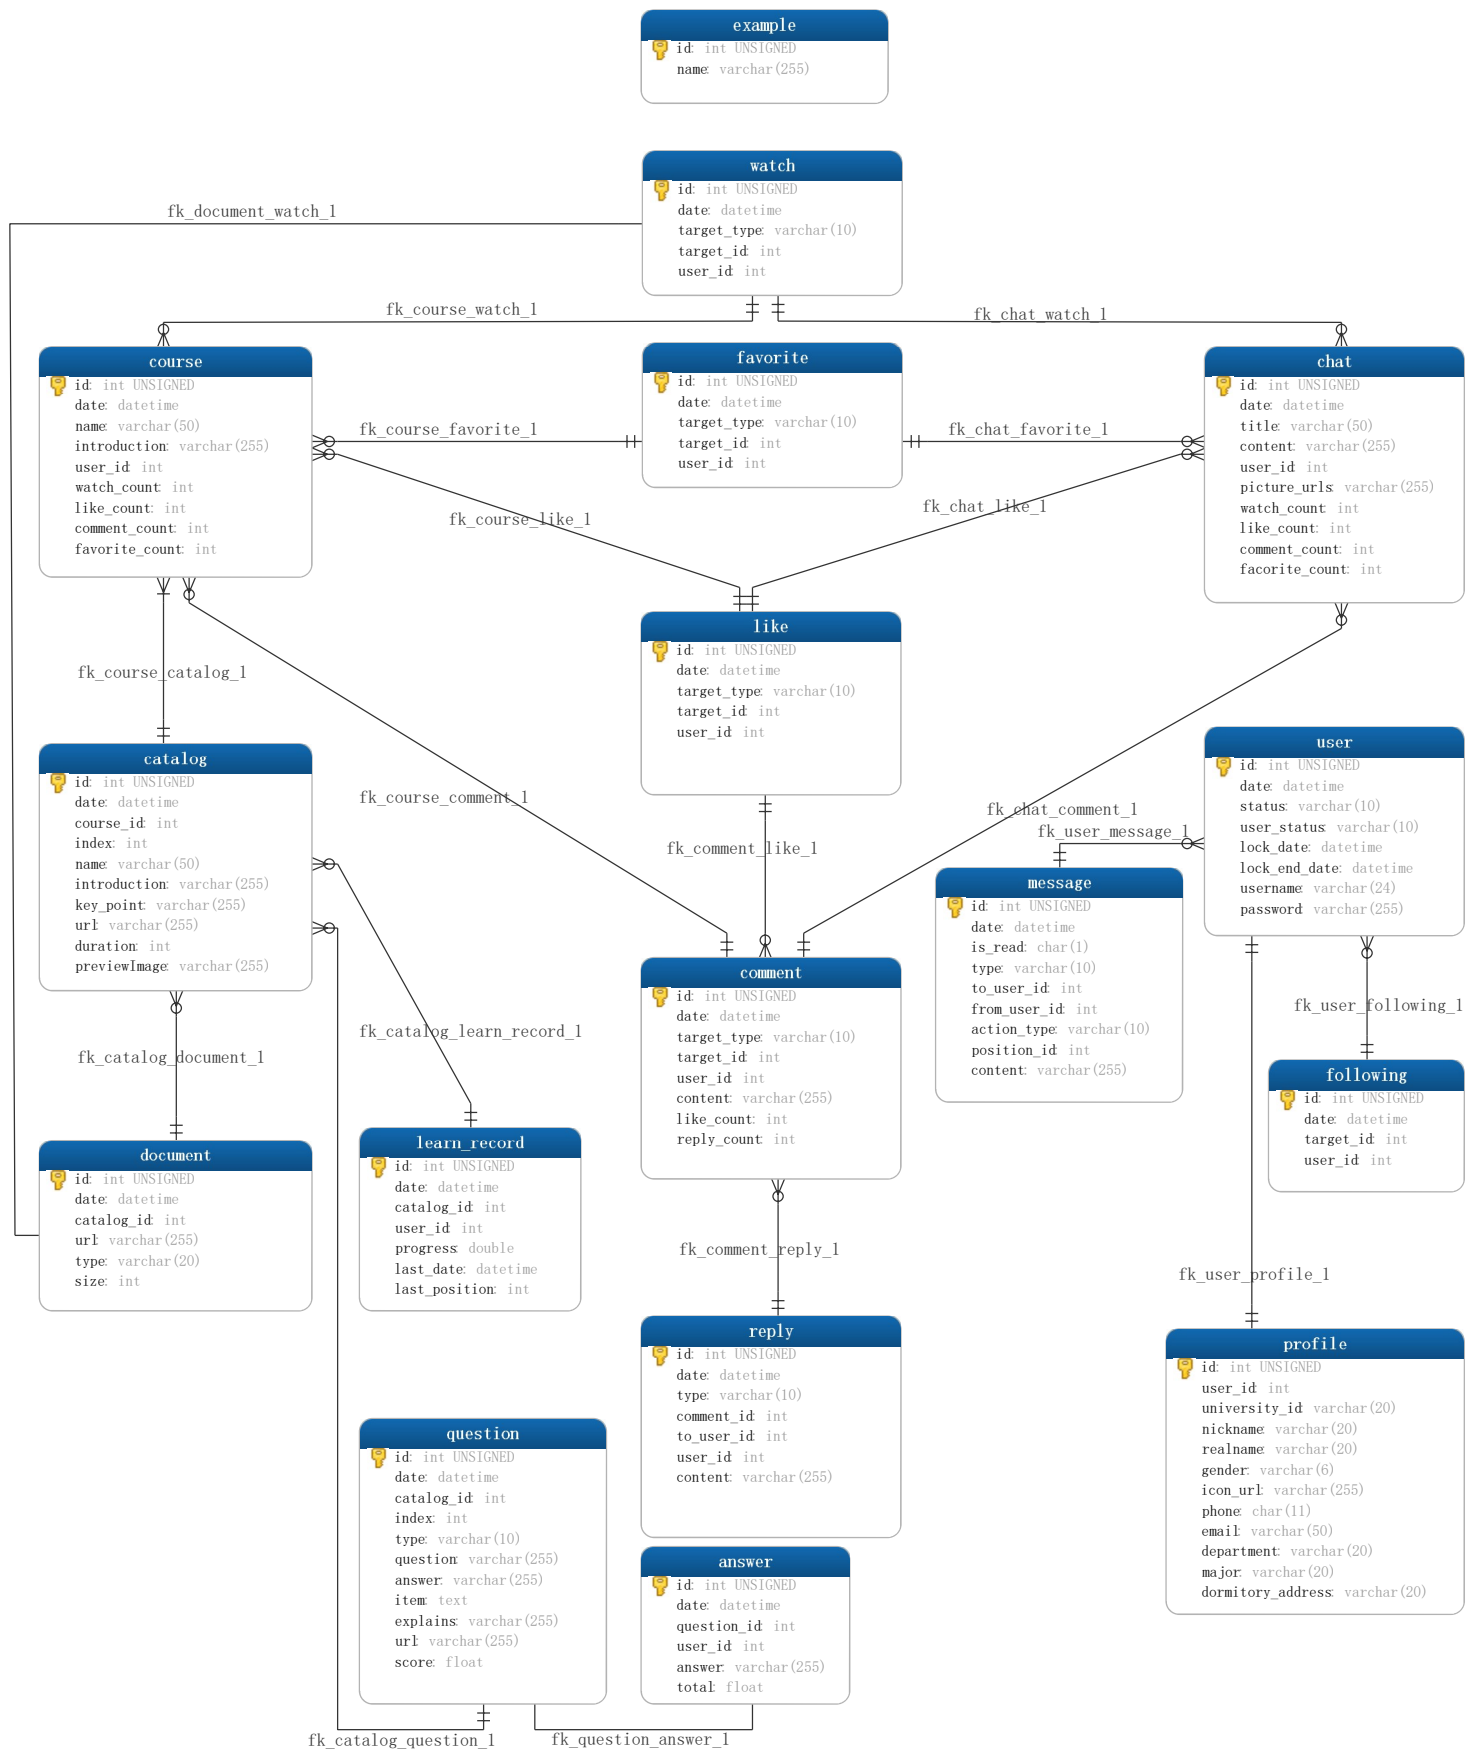 example
id: int UNSIGNED
name: varchar(255)
watch
id: int UNSIGNED
date: datetime
target_type: varchar(10)
target_id: int
user_id: int
fk_document_watch_1
fk_course_watch_1
fk_chat_watch_1
course
id: int UNSIGNED
date: datetime
name: varchar(50)
introduction: varchar(255)
user_id: int
watch_count: int
like_count: int
comment_count: int
favorite_count: int
fk_course_favorite_1
favorite
id: int UNSIGNED
date: datetime
target_type: varchar(10)
target_id: int
user_id: int
fk_chat_favorite_1
chat
id: int UNSIGNED
date: datetime
title: varchar(50)
content: varchar(255)
user_id: int
picture_urls: varchar(255)
watch_count: int
like_count: int
comment_count: int
facorite_count: int
fk_course_like_1
fk_chat_like_1
like
id: int UNSIGNED
date: datetime
target_type: varchar(10)
target_id: int
user_id: int
fk_course_catalog_1
catalog
id: int UNSIGNED
date: datetime
course_id: int
index: int
name: varchar(50)
introduction: varchar(255)
key_point: varchar(255)
url: varchar(255)
duration: int
previewImage: varchar(255)
fk_course_comment_1
fk_comment_like_1
fk_chat_comment_1
fk_user_message_1
user
id: int UNSIGNED
date: datetime
status: varchar(10)
user_status: varchar(10)
lock_date: datetime
lock_end_date: datetime
username: varchar(24)
password: varchar(255)
message
id: int UNSIGNED
date: datetime
is_read: char(1)
type: varchar(10)
to_user_id: int
from_user_id: int
action_type: varchar(10)
position_id: int
content: varchar(255)
comment
id: int UNSIGNED
date: datetime
target_type: varchar(10)
target_id: int
user_id: int
content: varchar(255)
like_count: int
reply_count: int
fk_user_following_1
following
id: int UNSIGNED
date: datetime
target_id: int
user_id: int
fk_catalog_learn_record_1
fk_catalog_document_1
document
id: int UNSIGNED
date: datetime
catalog_id: int
url: varchar(255)
type: varchar(20)
size: int
learn_record
id: int UNSIGNED
date: datetime
catalog_id: int
user_id: int
progress: double
last_date: datetime
last_position: int
fk_comment_reply_1
fk_user_profile_1
reply
id: int UNSIGNED
date: datetime
type: varchar(10)
comment_id: int
to_user_id: int
user_id: int
content: varchar(255)
profile
id: int UNSIGNED
user_id: int
university_id: varchar(20)
nickname: varchar(20)
realname: varchar(20)
gender: varchar(6)
icon_url: varchar(255)
phone: char(11)
email: varchar(50)
department: varchar(20)
major: varchar(20)
dormitory_address: varchar(20)
question
id: int UNSIGNED
date: datetime
catalog_id: int
index: int
type: varchar(10)
question: varchar(255)
answer: varchar(255)
item: text
explains: varchar(255)
url: varchar(255)
score: float
answer
id: int UNSIGNED
date: datetime
question_id: int
user_id: int
answer: varchar(255)
total: float
fk_catalog_question_1
fk_question_answer_1